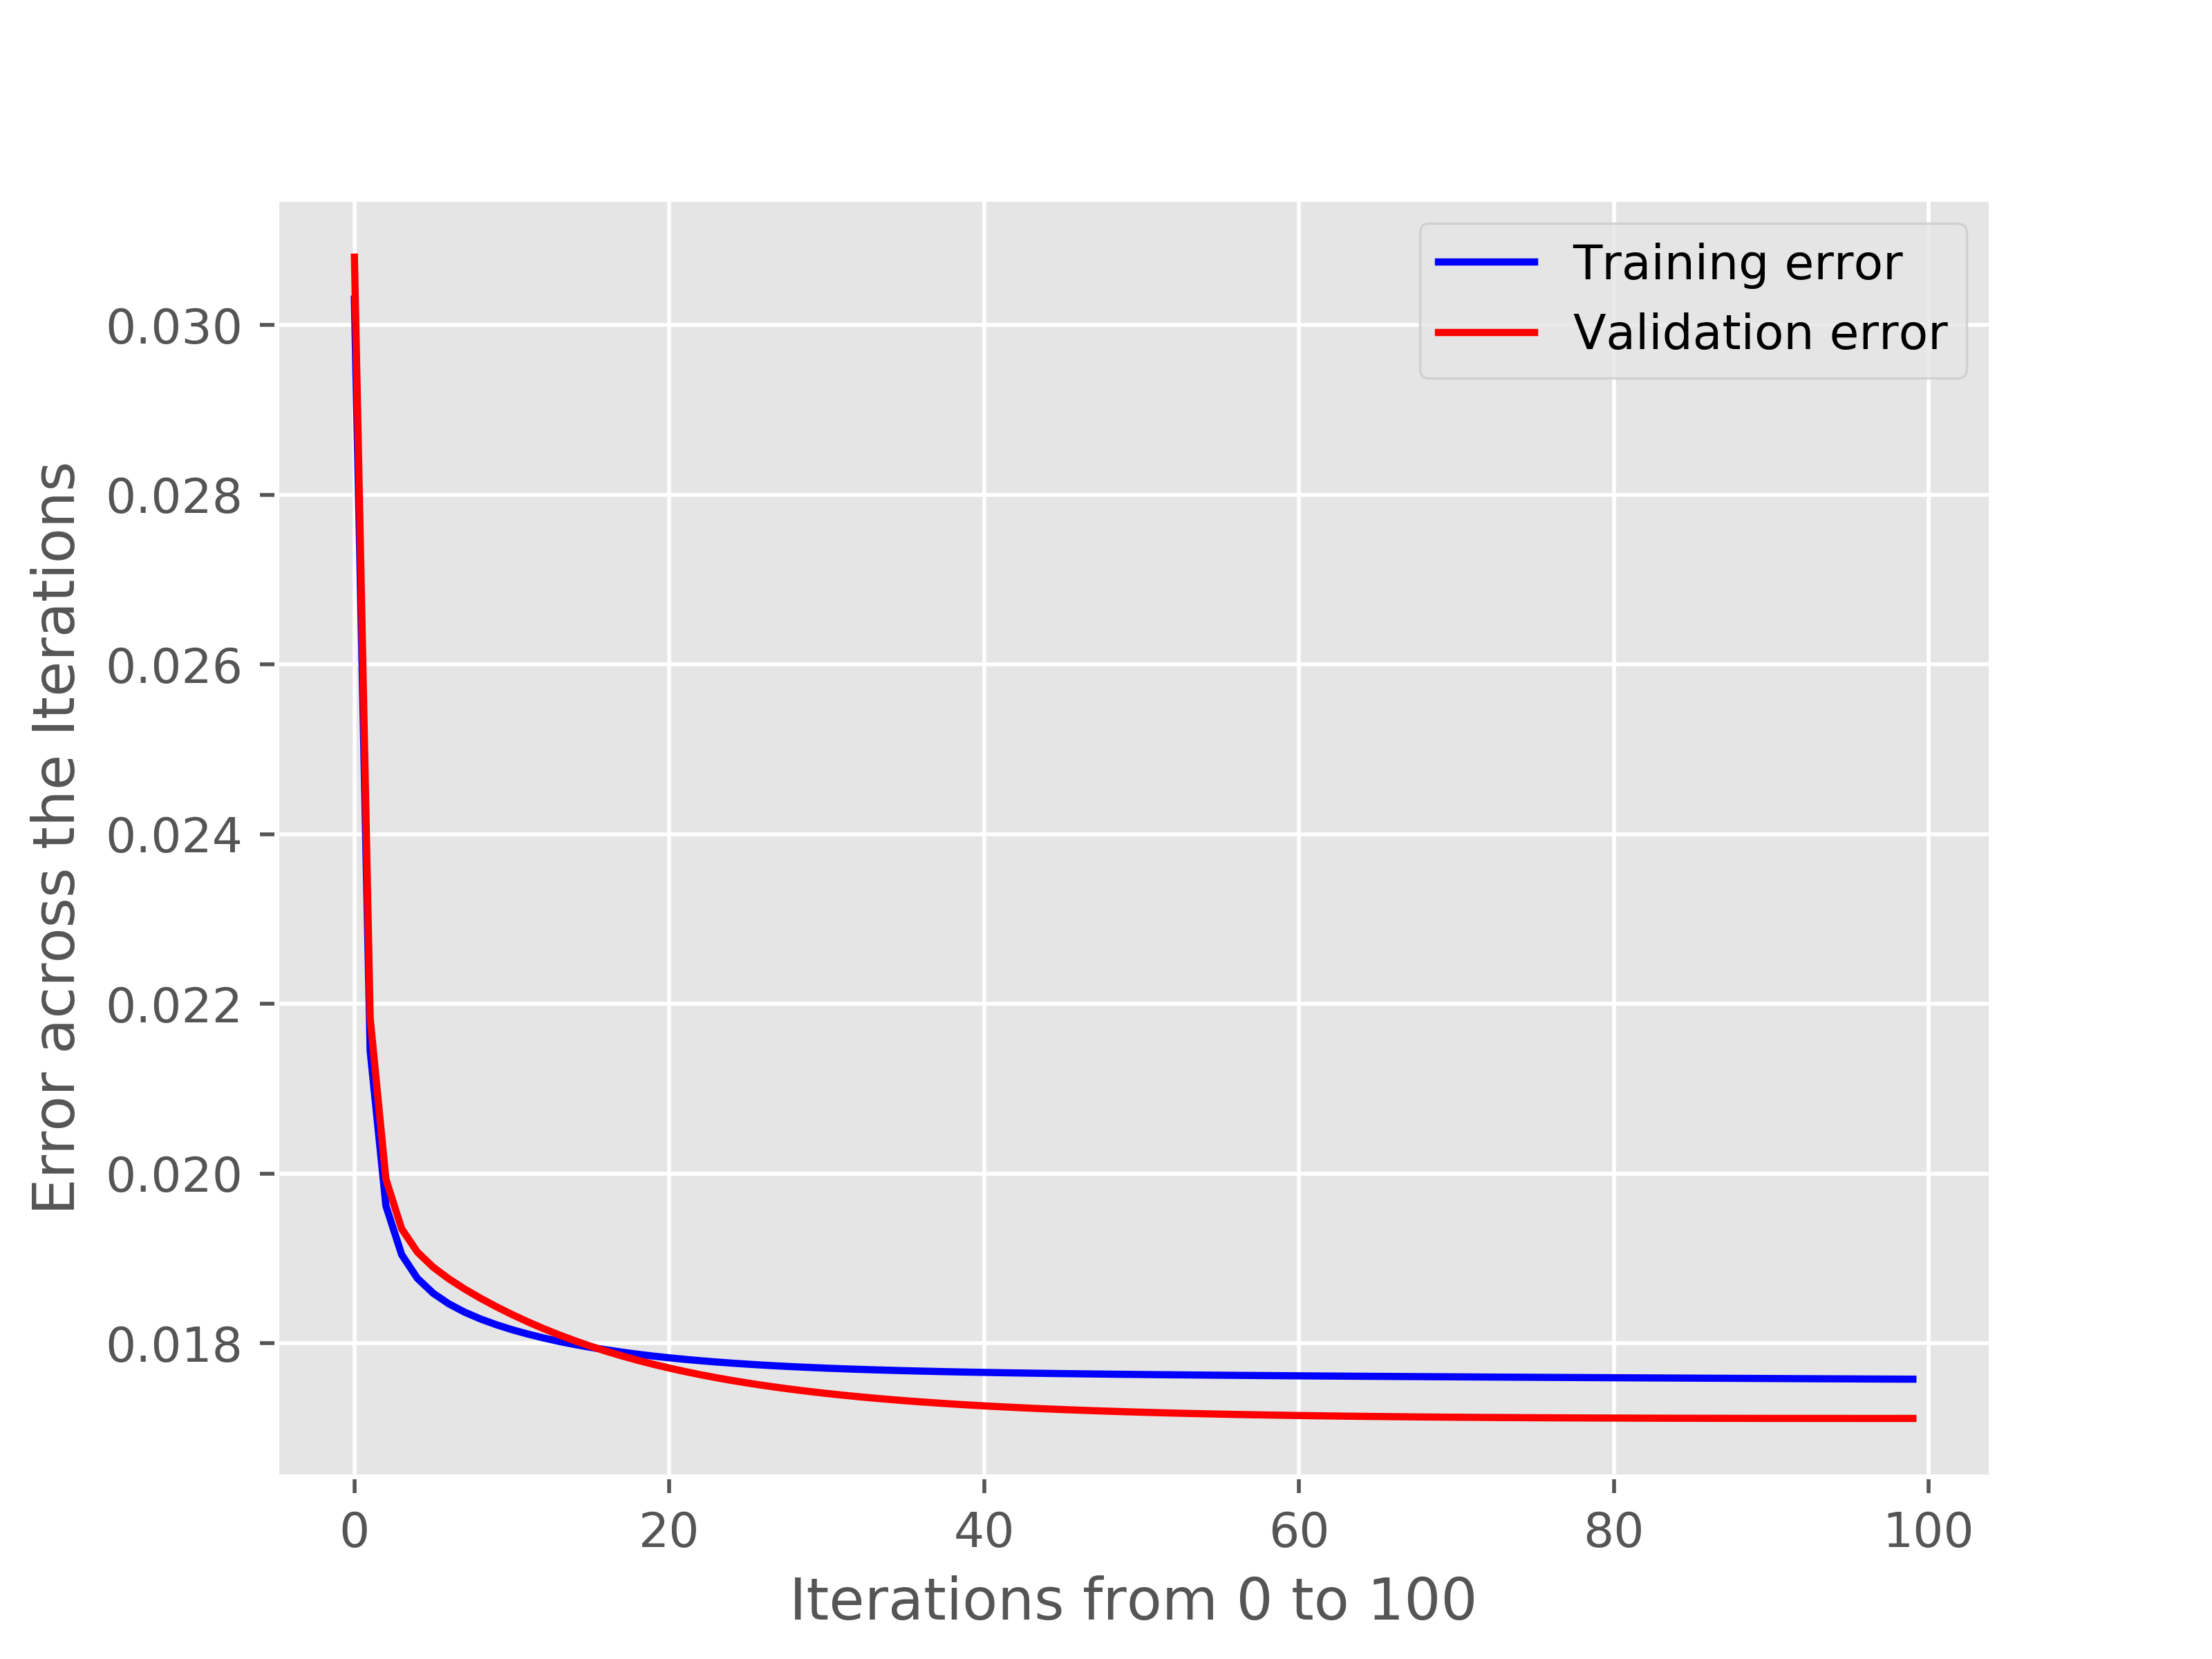 Training error
Validation error
0.030
0.028
0.026
0.024
0.022
0.020
0.018
Error across the Iterations
0 20 40 60 80 100
Iterations from 0 to 100